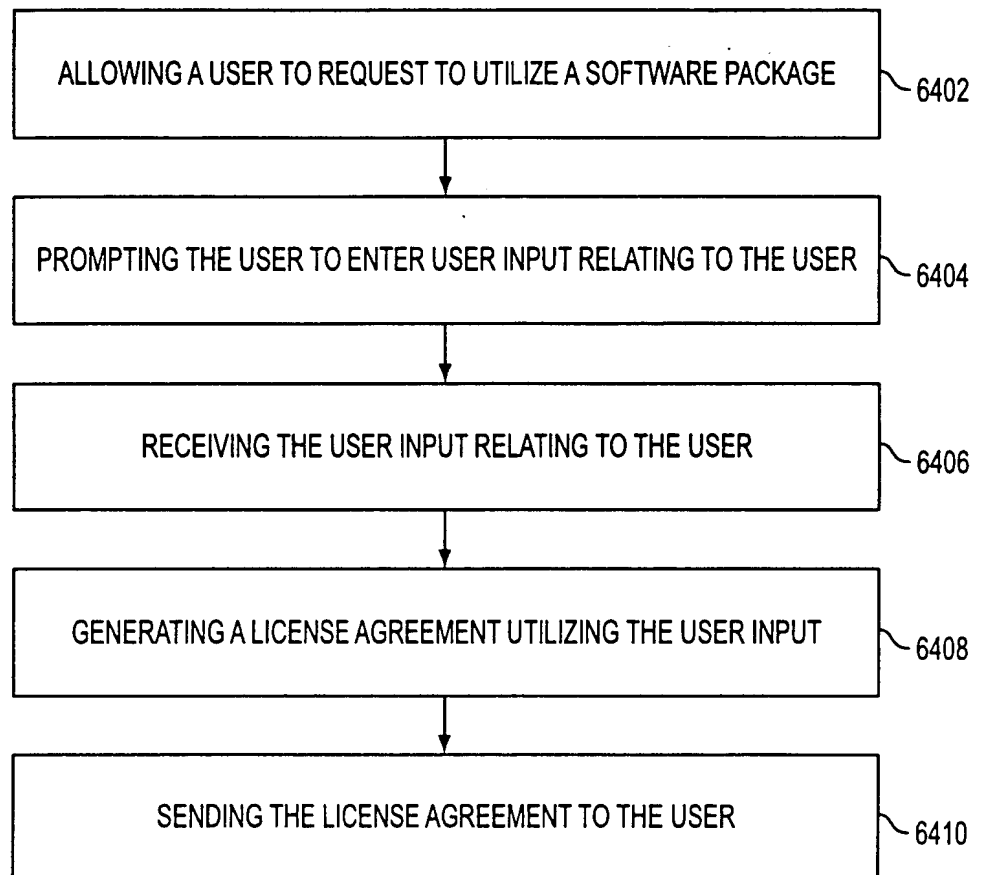 ALLOWING A USER TO REQUEST TO UTILIZE A SOFTWARE PACKAGE
6402
PROMPTING THE USER TO ENTER USER INPUT RELATING TO THE USER
6404
RECEIVING THE USER INPUT RELATING TO THE USER
6406
GENERATING A LICENSE AGREEMENT UTILIZING THE USER INPUT
6408
SENDING THE LICENSE AGREEMENT TO THE USER
6410